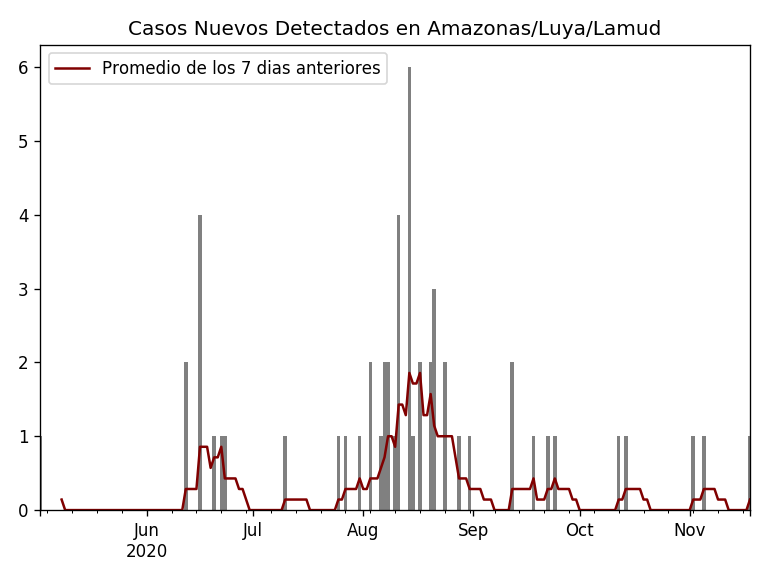 Casos Nuevos Detectados en Amazonas/Luya/Lamud
Promedio de los 7 dias anteriores
6
5
4
3
2
1
0
Jun Jul Aug Sep Oct Nov
2020